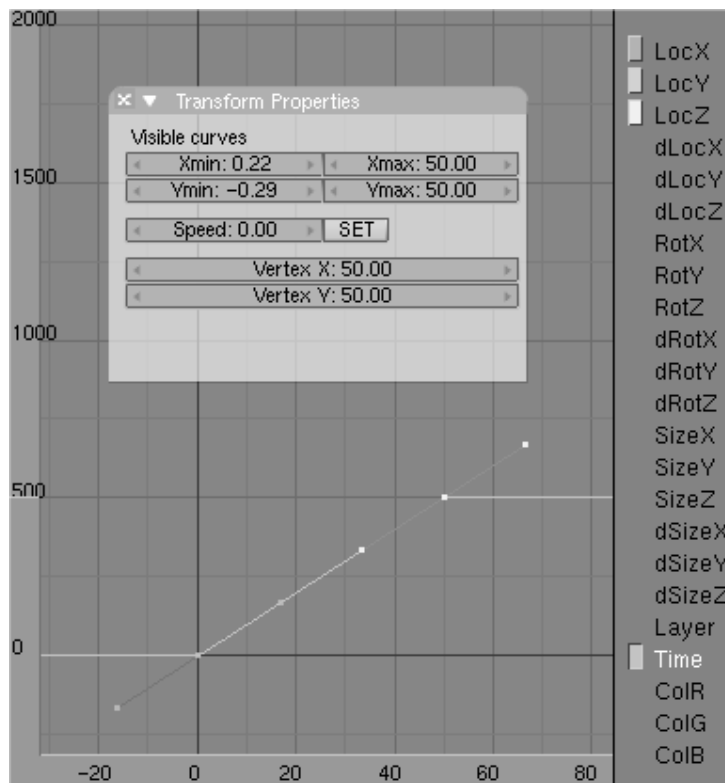 2000
1500
1000
500
0
-20 0 20 40 60 80
Transform Properties
Visible curves
Xmin: 0.22 Xmax: 50.00
Ymin: -0.29 Ymax: 50.00
Speed: 0.00 SET
Vertex X: 50.00
Vertex Y: 50.00
LocX
LocY
LocZ
dLocX
dLocY
dLocZ
RotX
RotY
RotZ
dRotX
dRotY
dRotZ
SizeX
SizeY
SizeZ
dSizeX
dSizeY
dSizeZ
Layer
Time
ColR
ColG
ColB